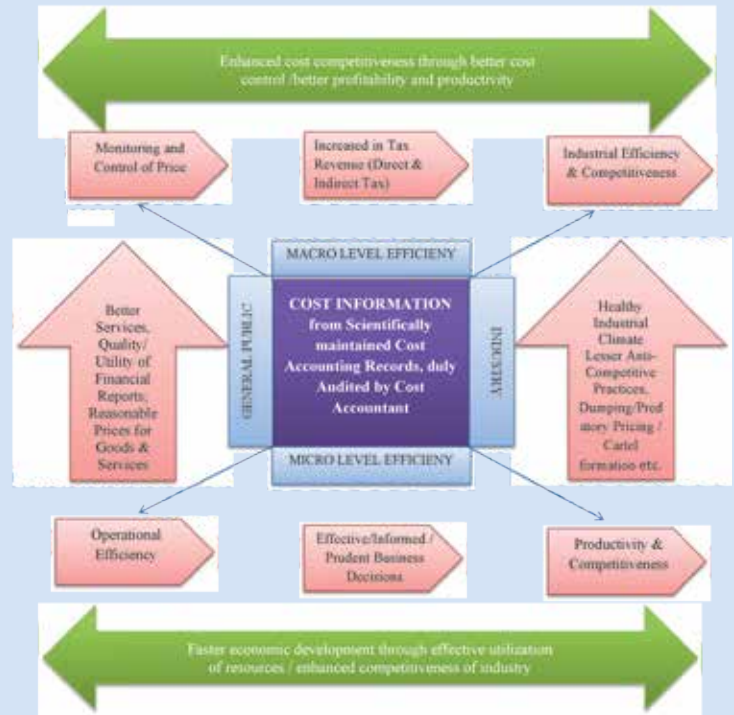 Enhanced cost competitiveness through better cost
control /better profitability and productivity
Monitoring and
Control of Price
Increased in Tax
Revenue (Direct &
Indirect Tax)
Industrial Efficiency
& Competitiveness
MACRO LEVEL EFFICIENY
Better
Services,
Quality/
Utility of
Financial
Reports,
Reasonable
Prices for
Goods &
Services
GENERAL PUBLIC
COST INFORMATION
from Scientifically
maintained Cost
Accounting Records, duly
Audited by Cost
Accountant
INDUSTRY
Healthy
Industrial
Climate
Lesser Anti-
Competitive
Practices,
Dumping/Pred
atory Pricing /
Cartel
formation etc.
MICRO LEVEL EFFICIENY
Operational
Efficiency
Effective/Informed /
Prudent Business
Decisions
Productivity &
Competitiveness
Faster economic development through effective utilization
of resources / enhanced competitiveness of industry